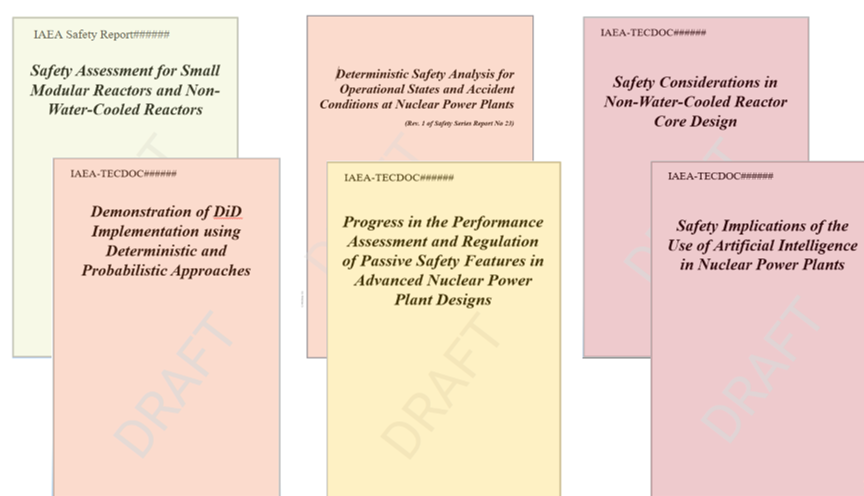 IAEA Safety Report######
Safety Assessment for Small
Modular Reactors and Non-
Water-Cooled Reactors
Deterministic Safety Analysis for
Operational States and Accident
Conditions at Nuclear Power Plants
(Rev. 1 of Safety Series Report No 23)
IAEA-TECDOC######
Safety Considerations in
Non-Water-Cooled Reactor
Core Design
IAEA-TECDOC######
Demonstration of DiD
Implementation using
Deterministic and
Probabilistic Approaches
DRAFT
IAEA-TECDOC######
Progress in the Performance
Assessment and Regulation
of Passive Safety Features in
Advanced Nuclear Power
Plant Designs
DRAFT
IAEA-TECDOC######
Safety Implications of the
Use of Artificial Intelligence
in Nuclear Power Plants
DRAFT